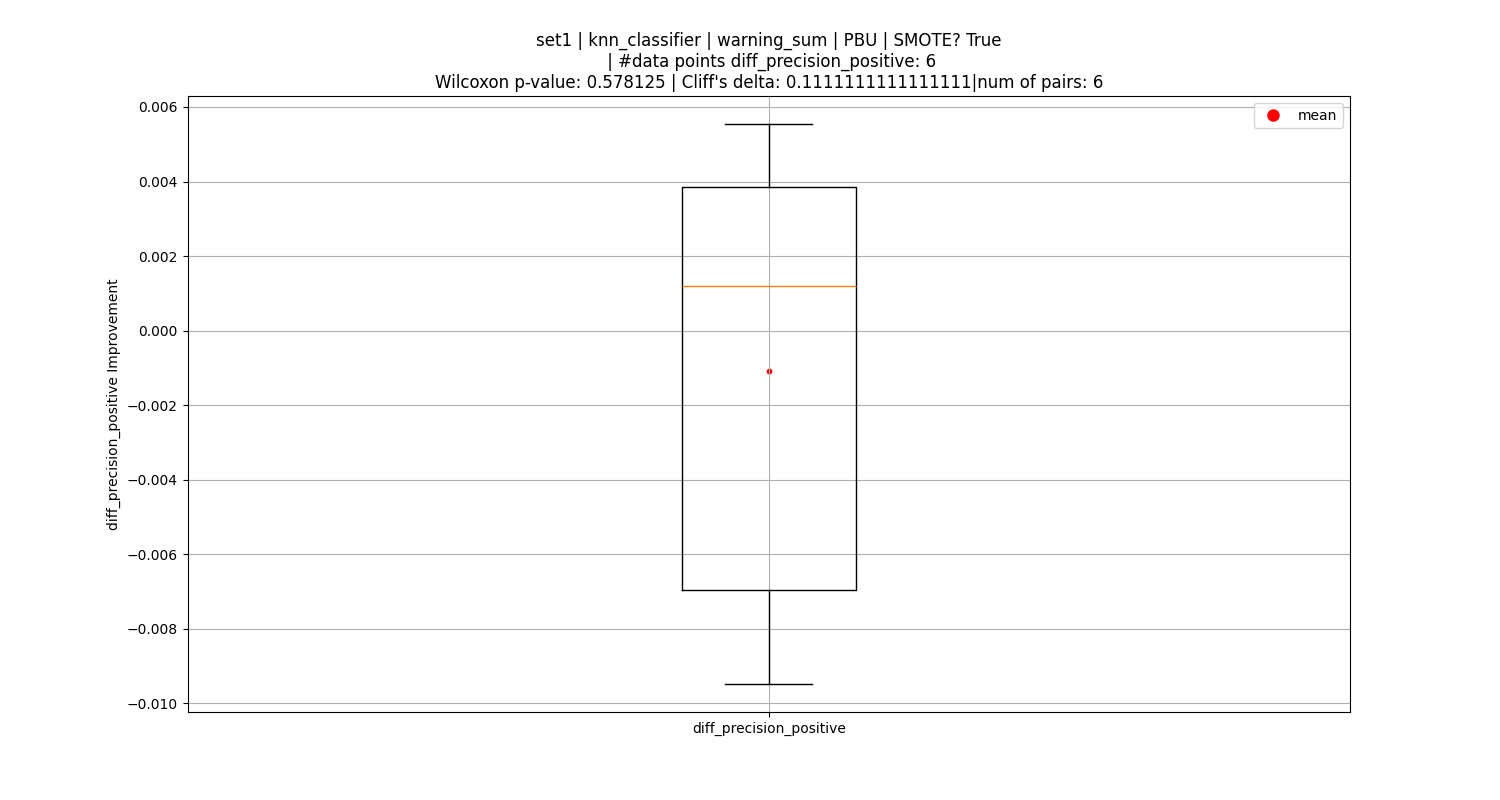 set1 | knn_classifier | warning_sum | PBU | SMOTE? True
| #data points diff_precision_positive: 6
Wilcoxon p-value: 0.578125 | Cliff's delta: 0.1111111111111111|num of pairs: 6
mean
0.006
0.004
0.002
0.000
−0.002
−0.004
−0.006
−0.008
−0.010
diff_precision_positive Improvement
diff_precision_positive